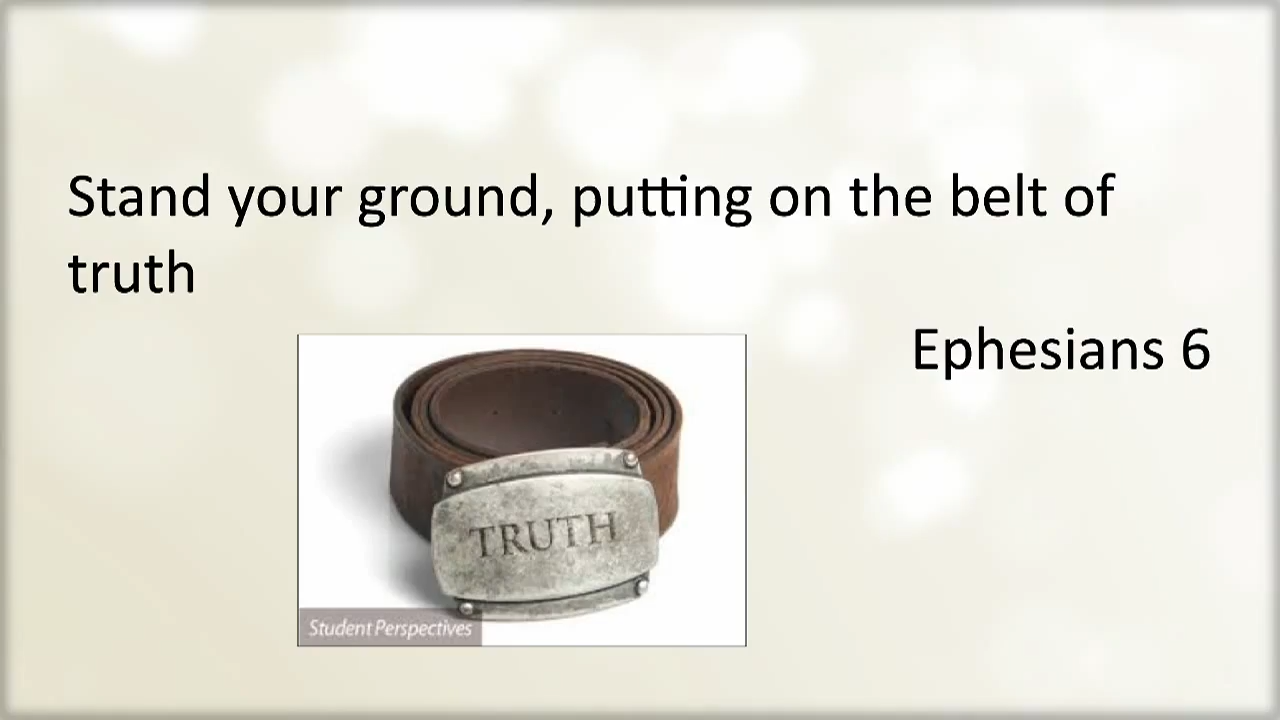 Stand your ground, putting on the belt of
truth
Ephesians 6
TRUTH
Student Perspectives